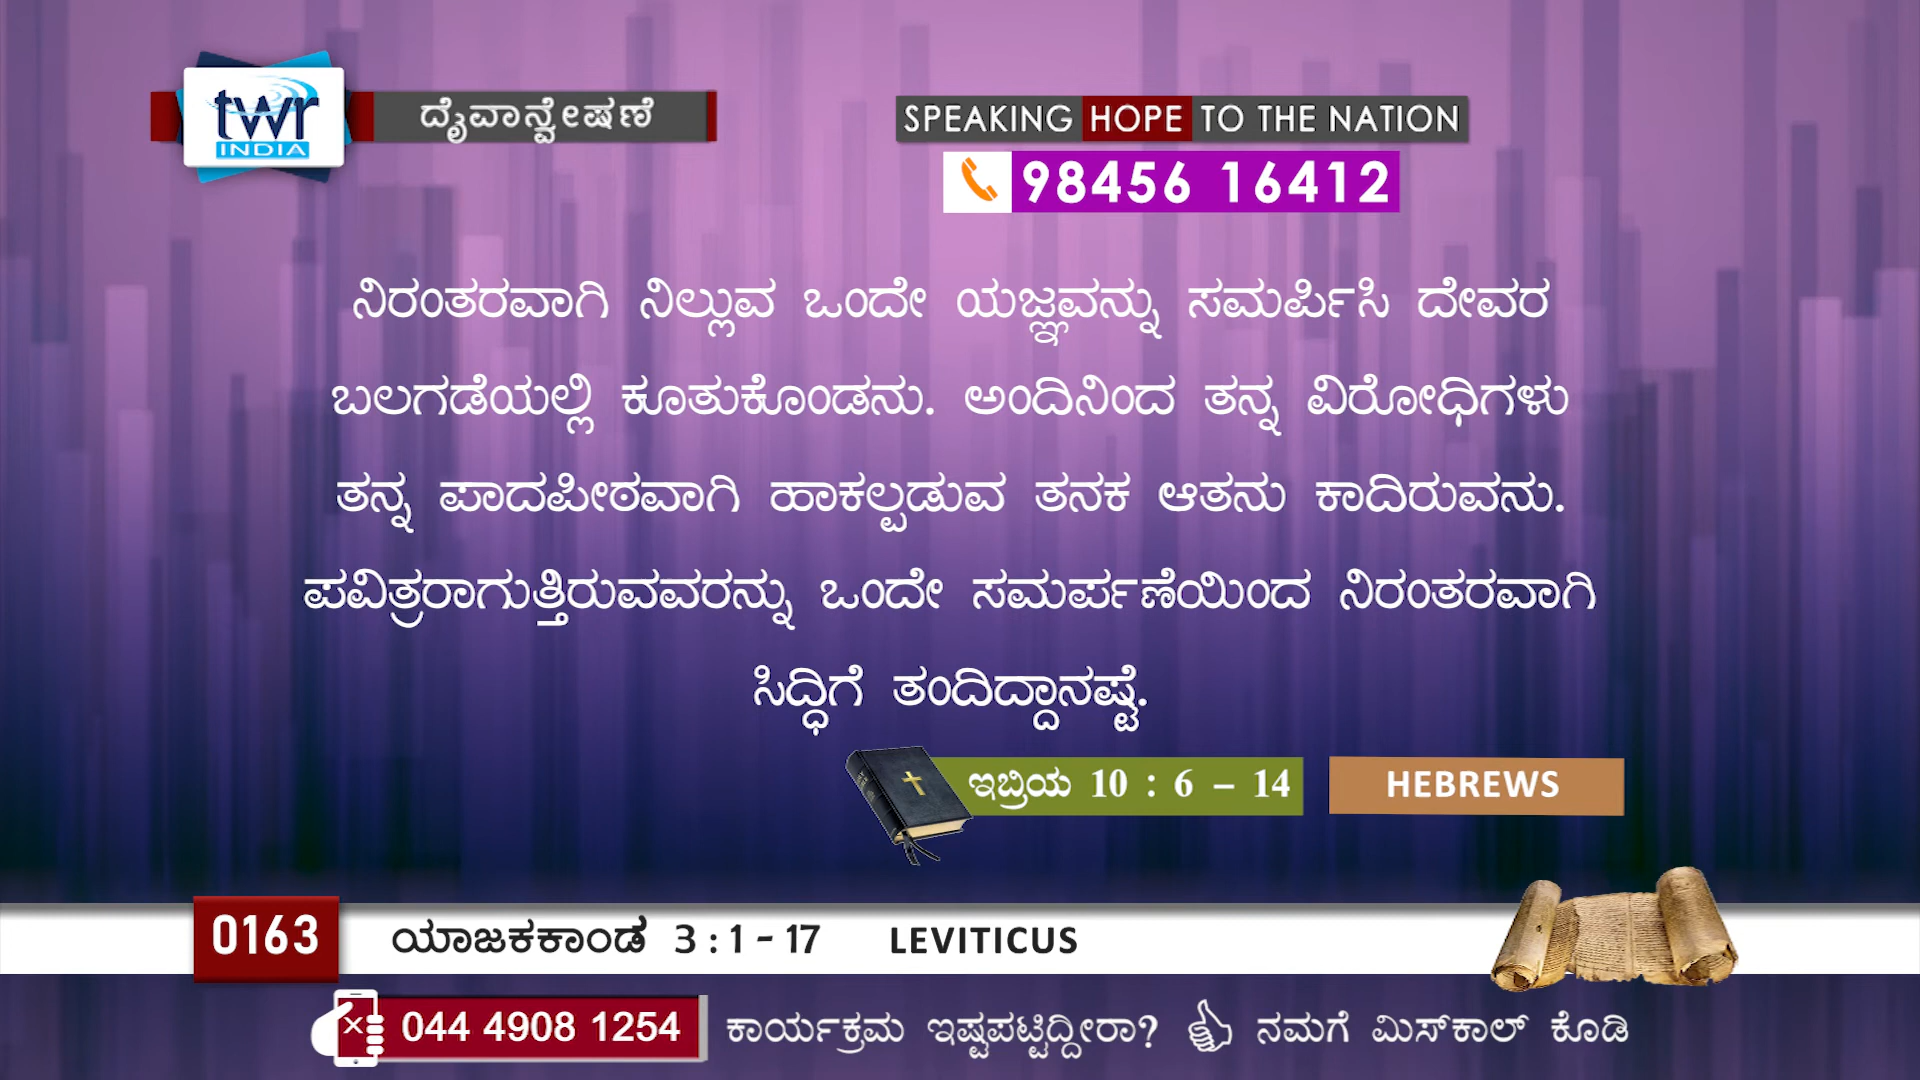 twr
INDIA
ದೈವಾನ್ವೇಷಣೆ
SPEAKING HOPE TO THE NATION
98456 16412
ನಿರಂತರವಾಗಿ ನಿಲ್ಲುವ ಒಂದೇ ಯಜ್ಞವನ್ನು ಸಮರ್ಪಿಸಿ ದೇವರ
ಬಲಗಡೆಯಲ್ಲಿ ಕೂತುಕೊಂಡನು. ಅಂದಿನಿಂದ ತನ್ನ ವಿರೋಧಿಗಳು
ತನ್ನ ಪಾದಪೀಠವಾಗಿ ಹಾಕಲ್ಪಡುವ ತನಕ ಆತನು ಕಾದಿರುವನು.
ಪವಿತ್ರರಾಗುತ್ತಿರುವವರನ್ನು ಒಂದೇ ಸಮರ್ಪಣೆಯಿಂದ ನಿರಂತರವಾಗಿ
ಸಿದ್ಧಿಗೆ ತಂದಿದ್ದಾನಷ್ಟೆ.
ಇಬ್ರಿಯ 10 : 6 – 14
HEBREWS
0163 ಯಾಜಕಕಾಂಡ 3 : 1 - 17 LEVITICUS
044 4908 1254 ಕಾರ್ಯಕ್ರಮ ಇಷ್ಟಪಟ್ಟಿದ್ದೀರಾ? ನಮಗೆ ಮಿಸ್‌ಕಾಲ್ ಕೊಡಿ